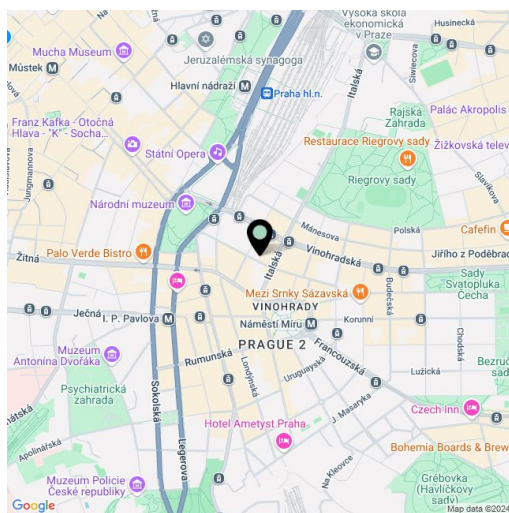 Vysoká škola
ekonomická
v Praze
Husinecká
Mucha Museum
Jeruzalémská synagoga
Siwiecova
Můstek
Hlavní nádraží
Praha hl.n.
Italská
Rajská
Zahrada
Palác Akropolis
Franz Kafka - Otočná
Hlava - "K" - Socha...
Restaurace Riegrovy sady
Žižkovská telev
Jungmannova
Státní Opera
Riegrovy sady
Slavíkova
Národní muzeum
Mánesova
Polská
Cafefin
Žitná
Palo Verde Bistro
Vinohradská
Jiřího z Poděbrad
Italská
Sady
Svatopluka
Čecha
Mezi Srnky Sázavská
Budečská
VINOHRADY
Ječná
I. P. Pavlova
Náměstí Míru
Korunní
Chodská
PRAGUE 2
Rumunská
Francouzská
Muzeum
Antonína Dvořáka
Londýnská
Uruguayská
Lužická
Bezruč
sady
Psychiatrická
zahrada
Sokolská
J. Masaryka
Czech Inn
nátská
Hotel Ametyst Praha
Apolinářská
Legerova
Bohemia Boards & Brew
Na Kleovce
Muzeum Policie
České republiky
Grébovka
(Havlíčkovy
sady)
Google
Map data ©2024